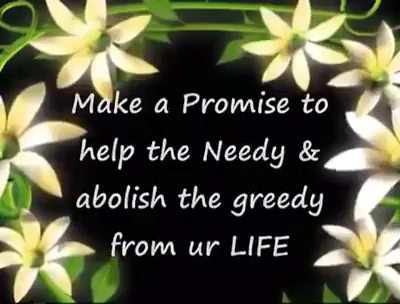 Make a Promise to
help the Needy &
abolish the greedy
from ur LIFE